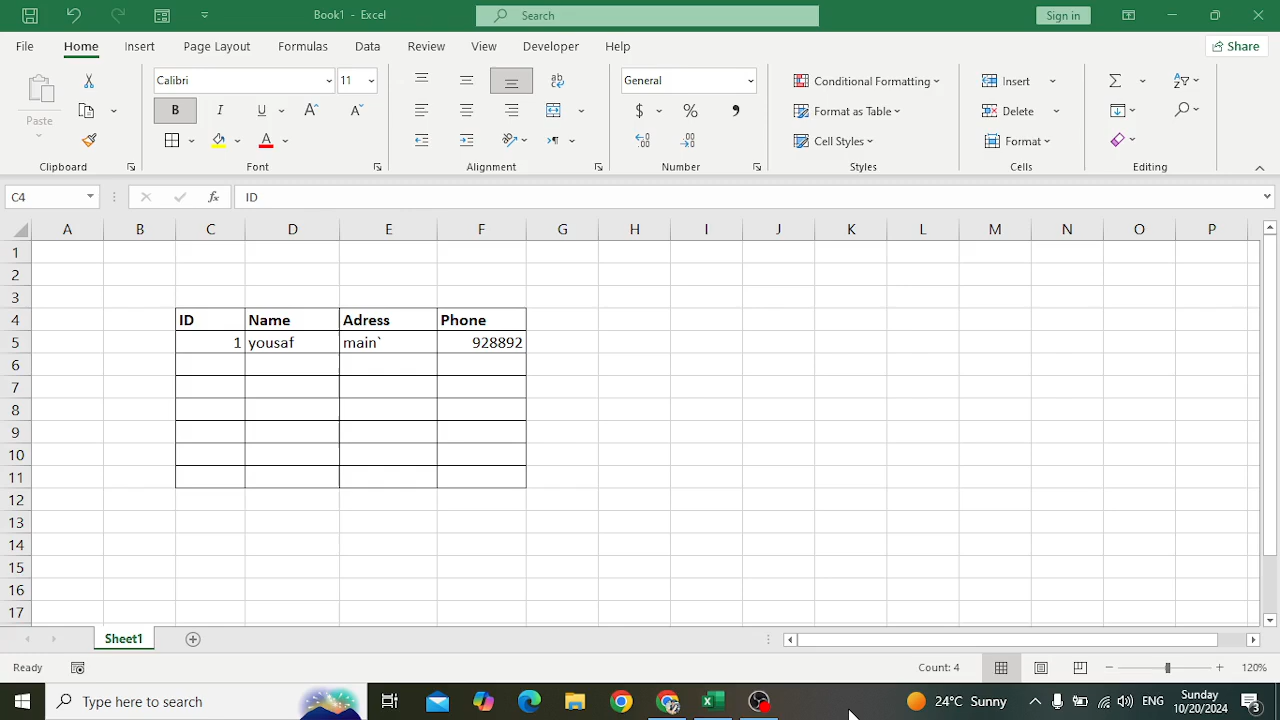 Book1 - Excel
Search
Sign in
File Home Insert Page Layout Formulas Data Review View Developer Help Share
Paste
Calibri 11
B I U A A
A
General
$ % 9
Conditional Formatting
Format as Table
Cell Styles
Insert
Delete
Format
Clipboard Font Alignment Number Styles Cells Editing
C4 fx ID
A B C D E F G H I J K L M N O P
1
2
3
4 ID Name Adress Phone
5 1 yousaf main` 928892
6
7
8
9
10
11
12
13
14
15
16
17
Sheet1
Ready Count: 4 120%
Type here to search
24°C Sunny
ENG
Sunday
10/20/2024
3